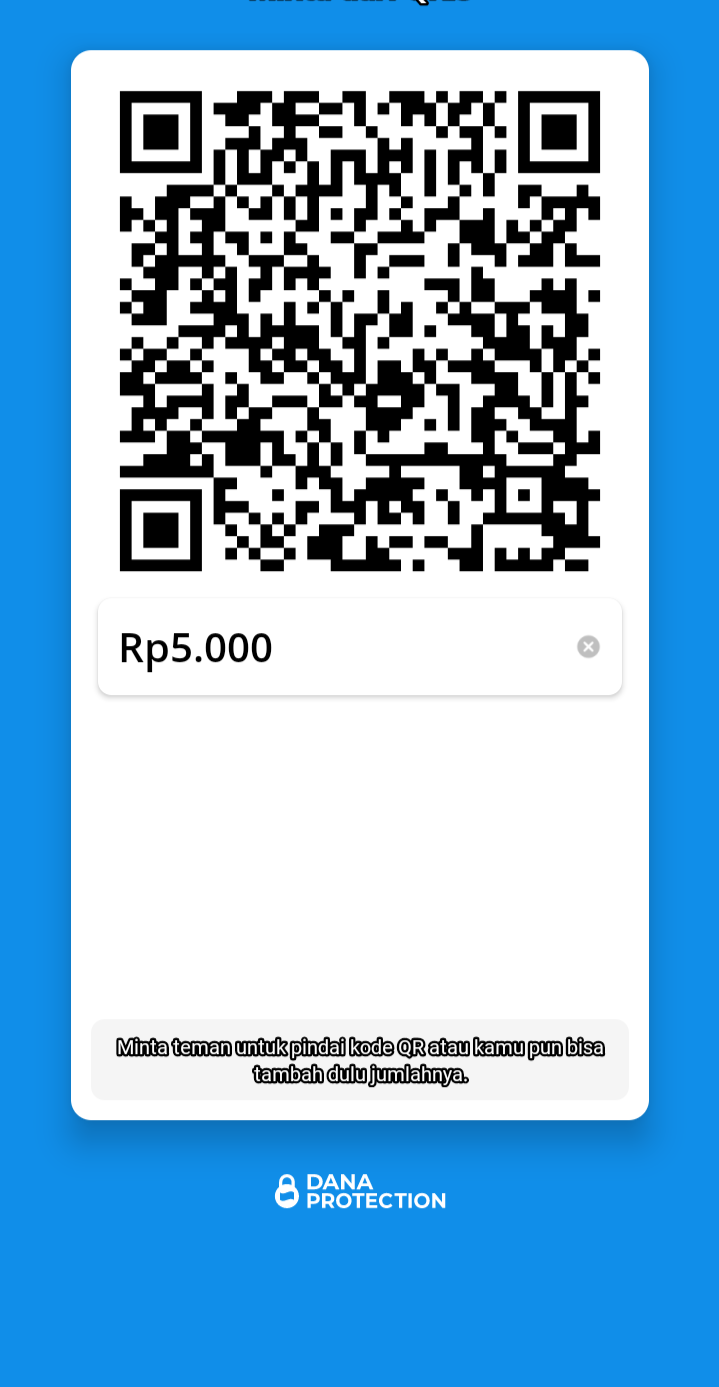 Rp5.000
Minta teman untuk pindai kode QR atau kamu pun bisa
tambah dulu jumlahnya.
DANA
PROTECTION